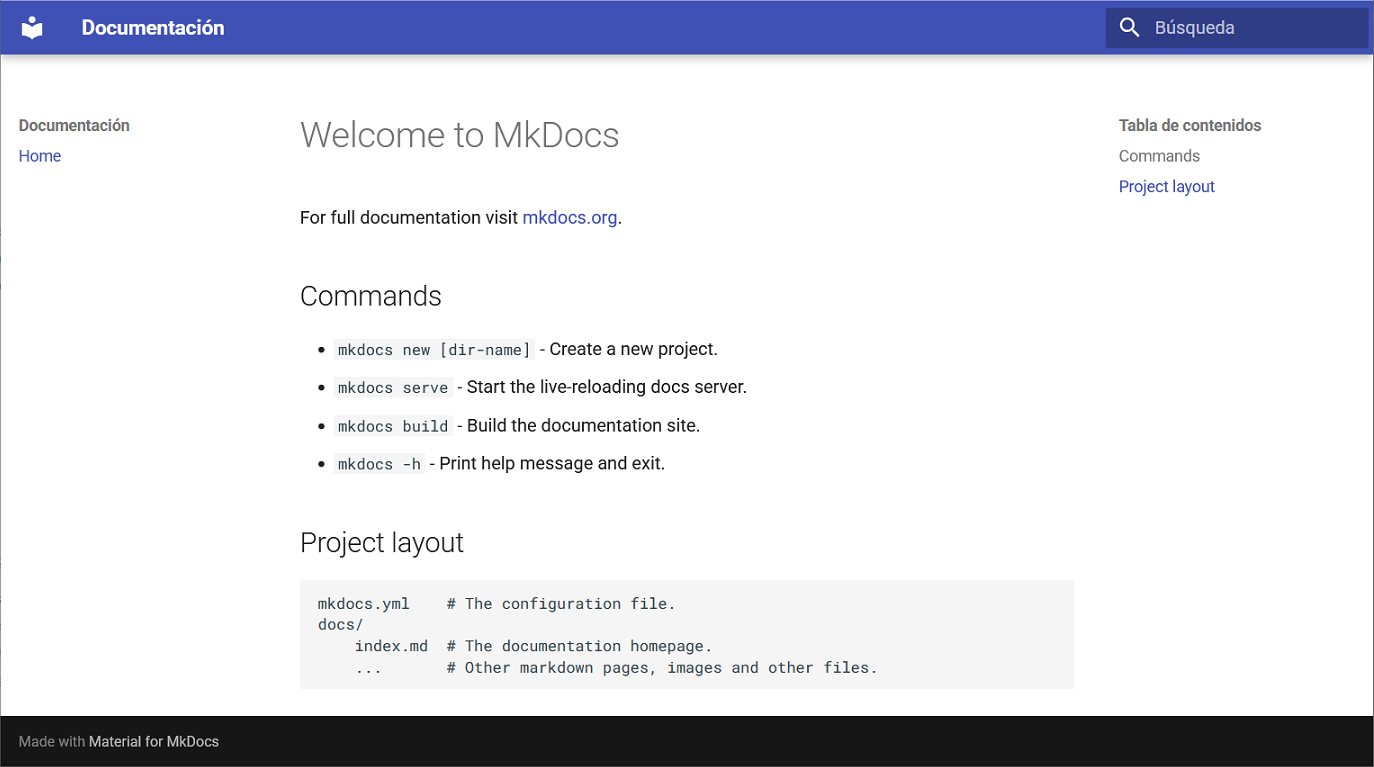 Documentación
Búsqueda
Documentación
Home
Welcome to MkDocs
For full documentation visit mkdocs.org.
Commands
• mkdocs new [dir-name] - Create a new project.
• mkdocs serve - Start the live-reloading docs server.
• mkdocs build - Build the documentation site.
• mkdocs -h - Print help message and exit.
Project layout
mkdocs.yml    # The configuration file.
docs/
    index.md  # The documentation homepage.
    ...       # Other markdown pages, images and other files.
Tabla de contenidos
Commands
Project layout
Made with Material for MkDocs